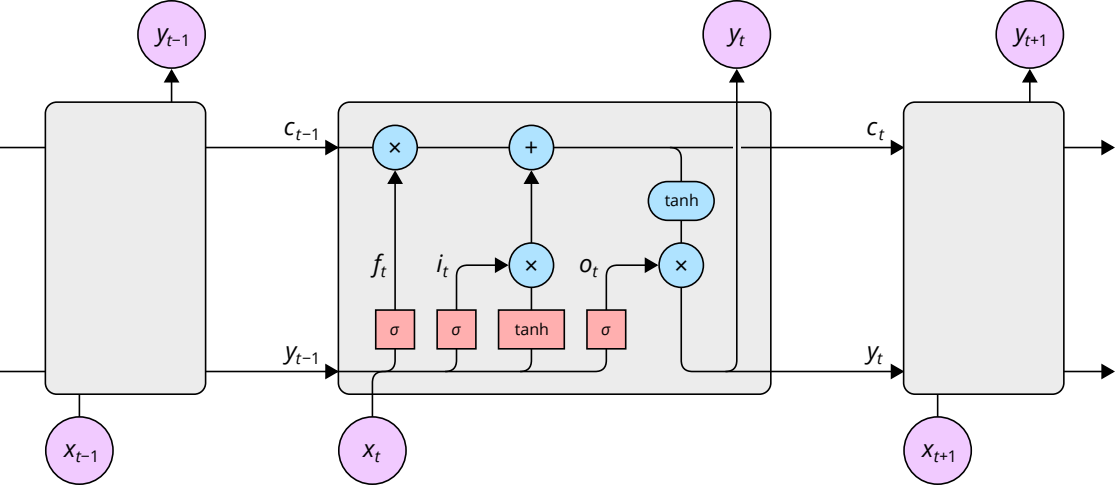 yt−1 yt yt+1
ct−1 × + ct
tanh
ft it × ot ×
σ σ tanh σ
yt−1 yt
xt−1 xt xt+1